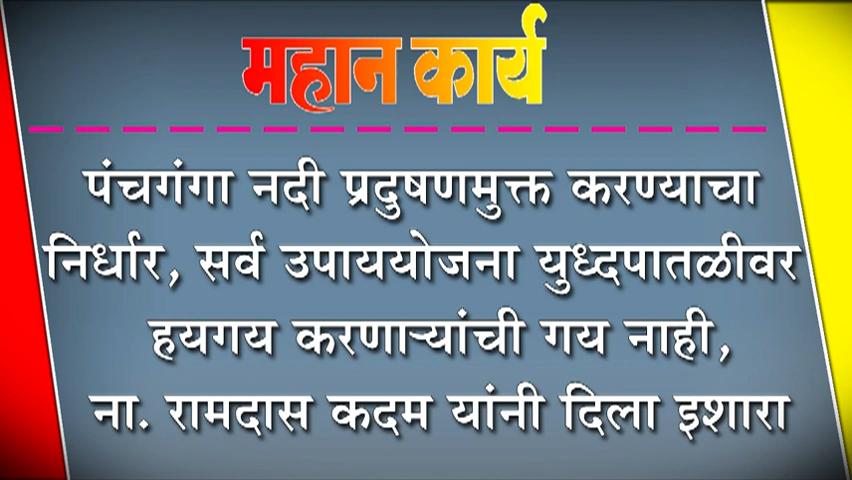 महान कार्य
पंचगंगा नदी प्रदुषणमुक्त करण्याचा
निर्धार, सर्व उपाययोजना युध्दपातळीवर
हयगय करणाऱ्यांची गय नाही,
ना. रामदास कदम यांनी दिला इशारा